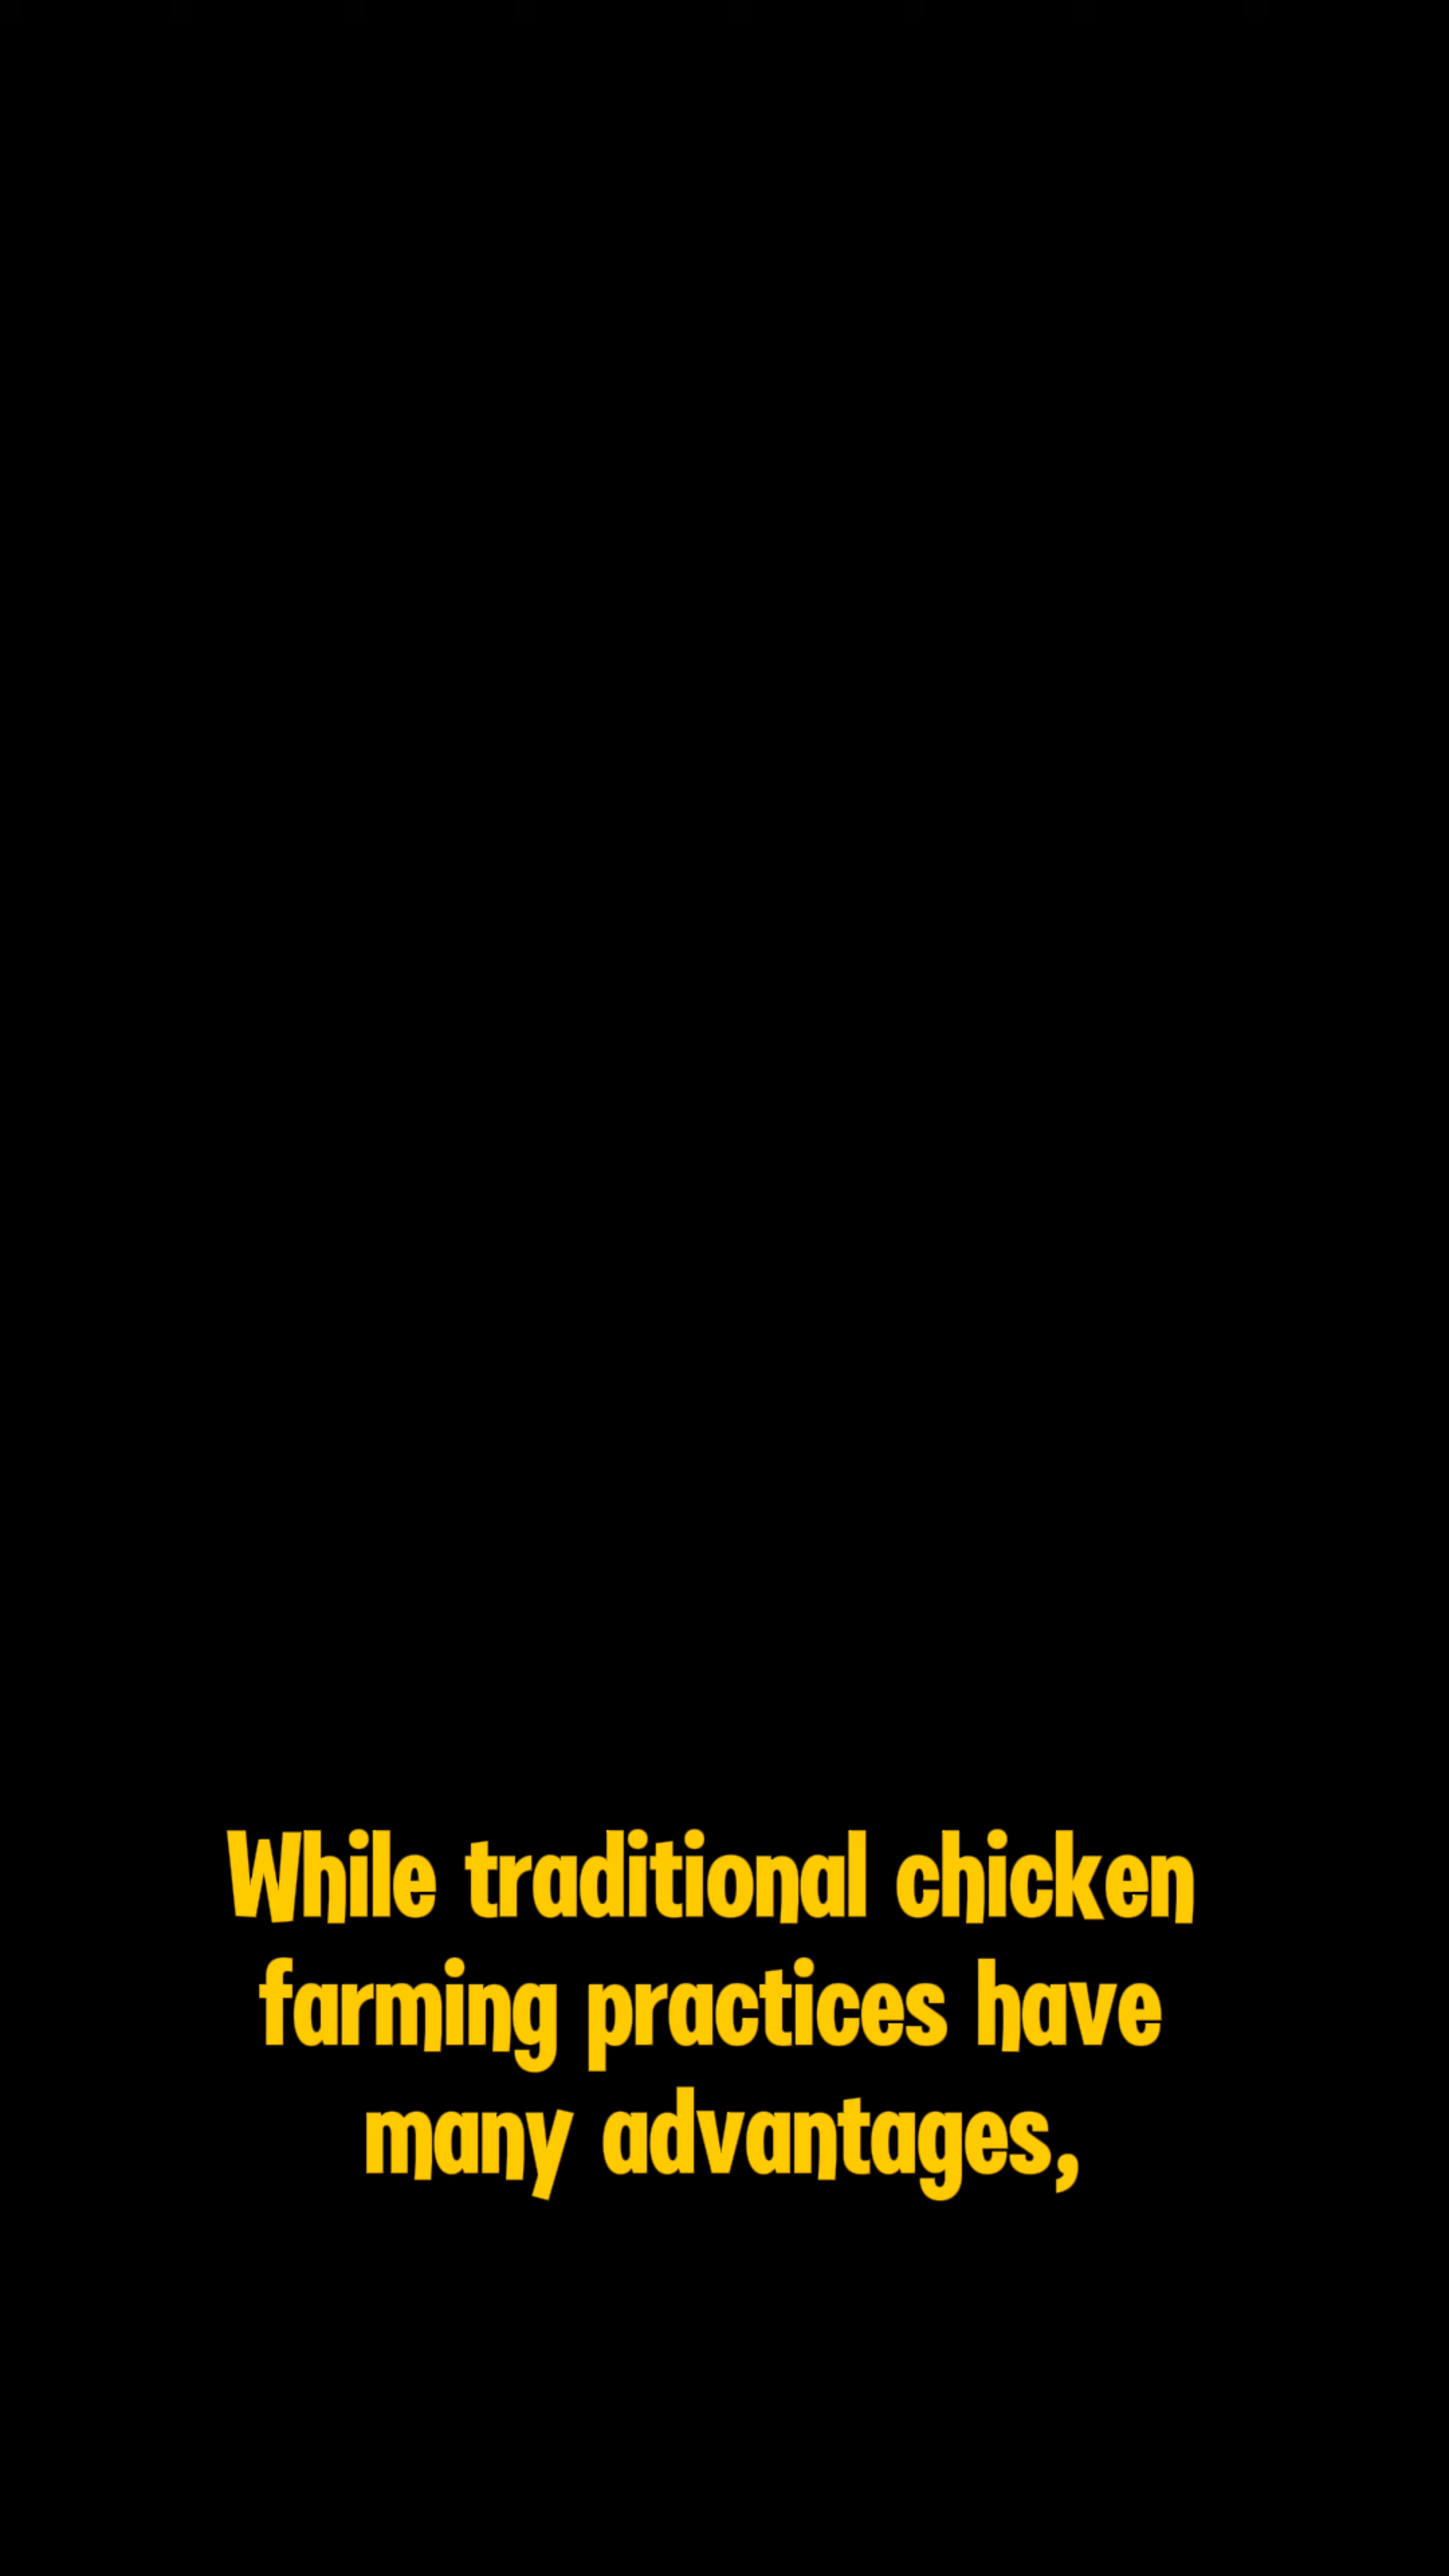 While traditional chicken
farming practices have
many advantages,